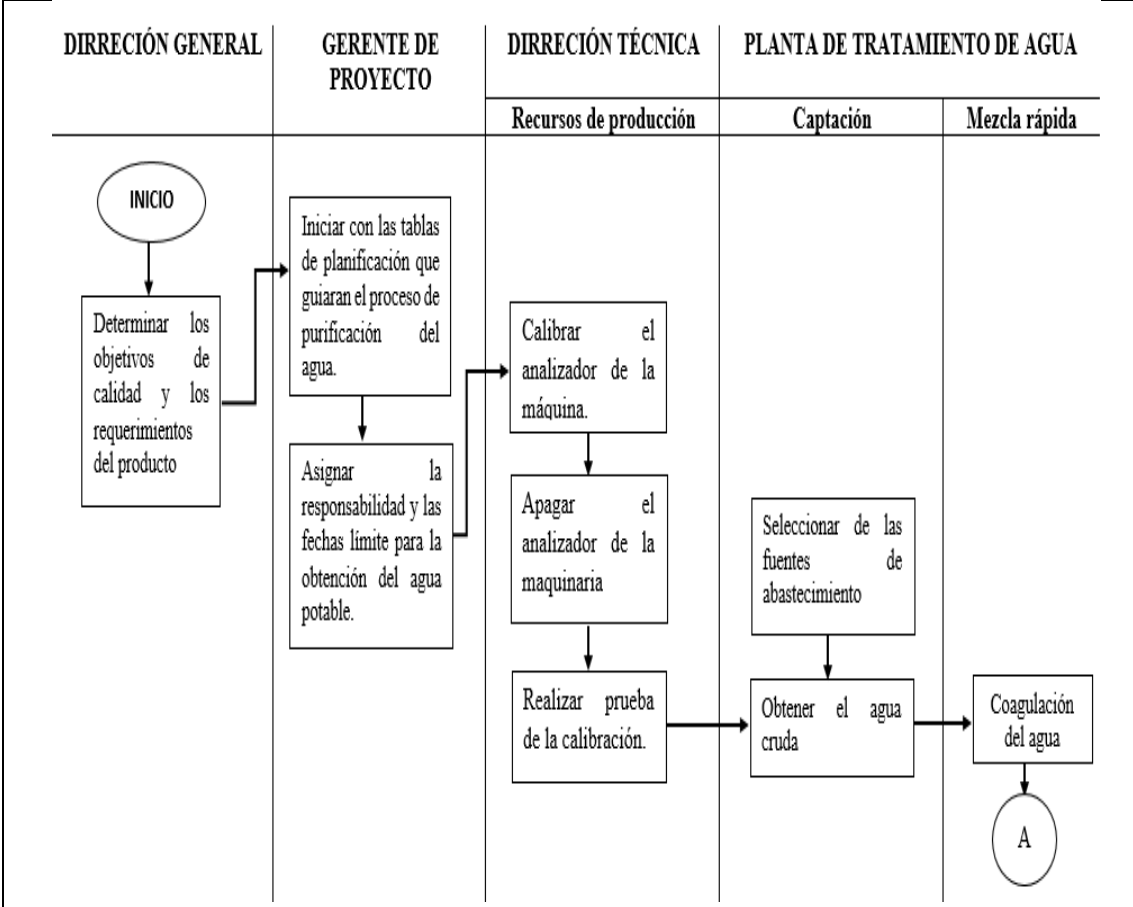 DIRRECIÓN GENERAL
GERENTE DE
PROYECTO
DIRRECIÓN TÉCNICA
PLANTA DE TRATAMIENTO DE AGUA
Recursos de producción
Captación
Mezcla rápida
INICIO
Determinar los
objetivos de
calidad y los
requerimientos
del producto
Iniciar con las tablas
de planificación que
guiaran el proceso de
purificación del
agua.
Asignar la
responsabilidad y las
fechas límite para la
obtención del agua
potable.
Calibrar el
analizador de la
máquina.
Apagar el
analizador de la
maquinaria
Realizar prueba
de la calibración.
Seleccionar de las
fuentes de
abastecimiento
Obtener el agua
cruda
Coagulación
del agua
A